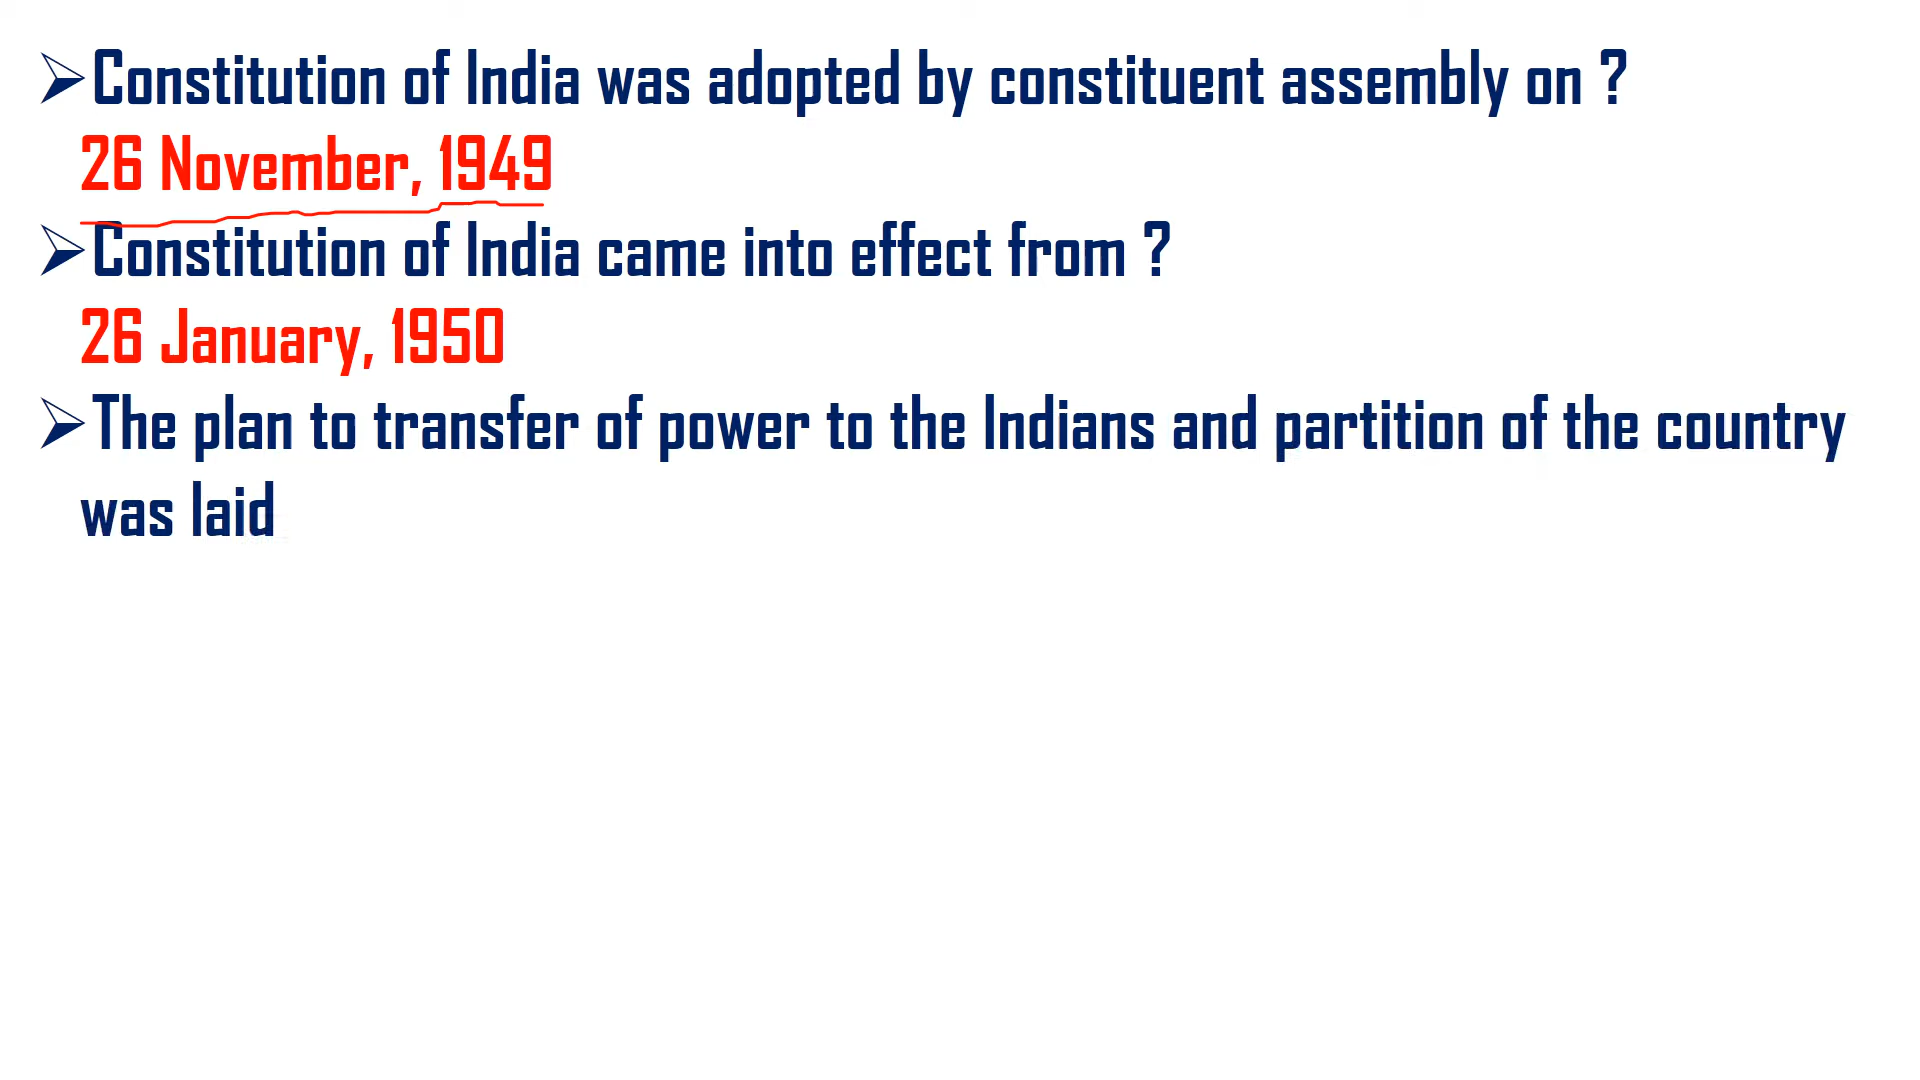 ➢Constitution of India was adopted by constituent assembly on ?
26 November, 1949
➢Constitution of India came into effect from ?
26 January, 1950
➢The plan to transfer of power to the Indians and partition of the country
was laid